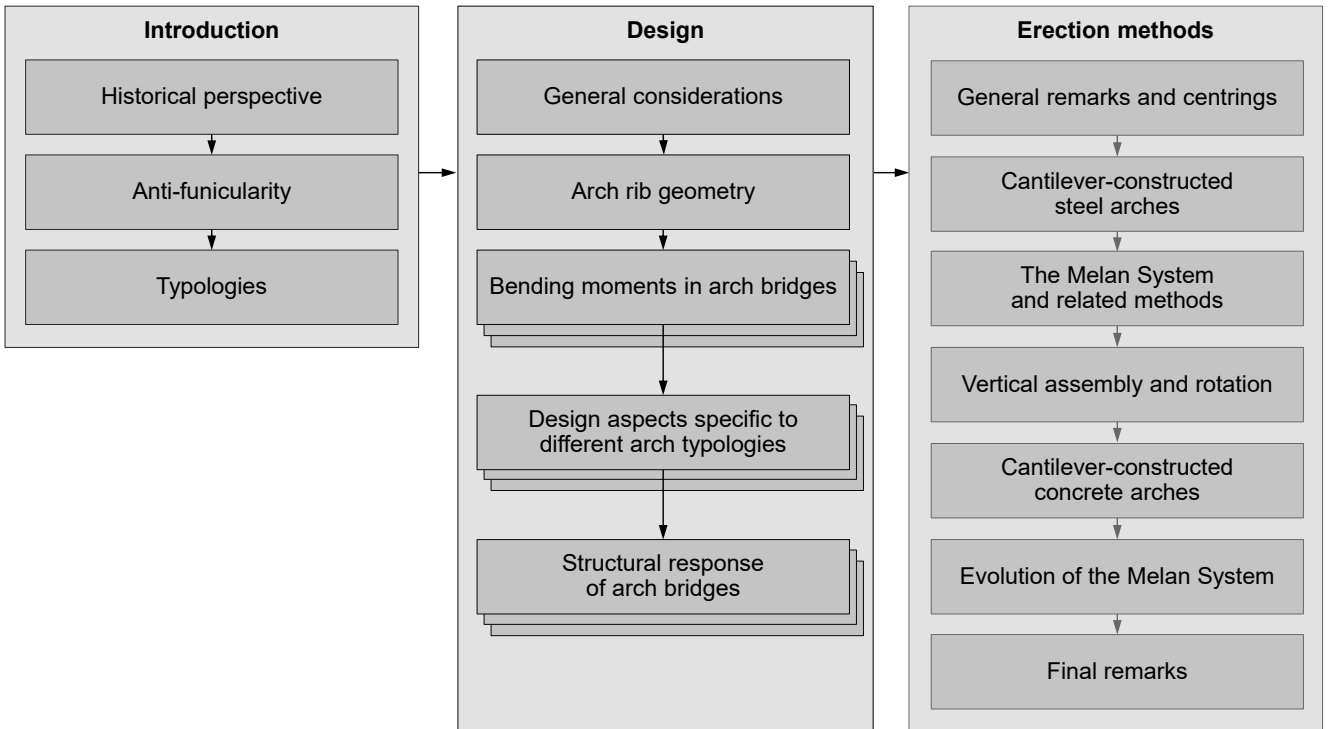 Introduction
Historical perspective
Anti-funicularity
Typologies
Design
General considerations
Arch rib geometry
Bending moments in arch bridges
Design aspects specific to
different arch typologies
Structural response
of arch bridges
Erection methods
General remarks and centrings
Cantilever-constructed
steel arches
The Melan System
and related methods
Vertical assembly and rotation
Cantilever-constructed
concrete arches
Evolution of the Melan System
Final remarks